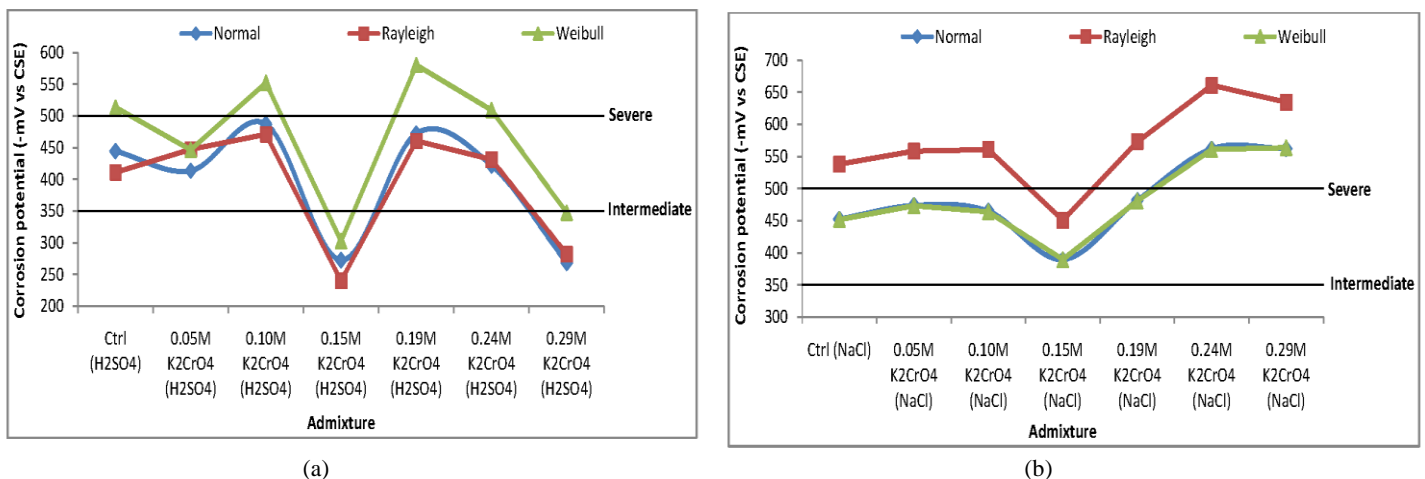 Normal Rayleigh Weibull
Corrosion potential (-mV vs CSE)
600
550
500
450
400
350
300
250
200
Severe
Intermediate
Ctrl (H2SO4)
0.05M K2CrO4 (H2SO4)
0.10M K2CrO4 (H2SO4)
0.15M K2CrO4 (H2SO4)
0.19M K2CrO4 (H2SO4)
0.24M K2CrO4 (H2SO4)
0.29M K2CrO4 (H2SO4)
Admixture
(a)
Normal Rayleigh Weibull
Corrosion potential (-mV vs CSE)
700
650
600
550
500
450
400
350
300
Severe
Intermediate
Ctrl (NaCl)
0.05M K2CrO4 (NaCl)
0.10M K2CrO4 (NaCl)
0.15M K2CrO4 (NaCl)
0.19M K2CrO4 (NaCl)
0.24M K2CrO4 (NaCl)
0.29M K2CrO4 (NaCl)
Admixture
(b)